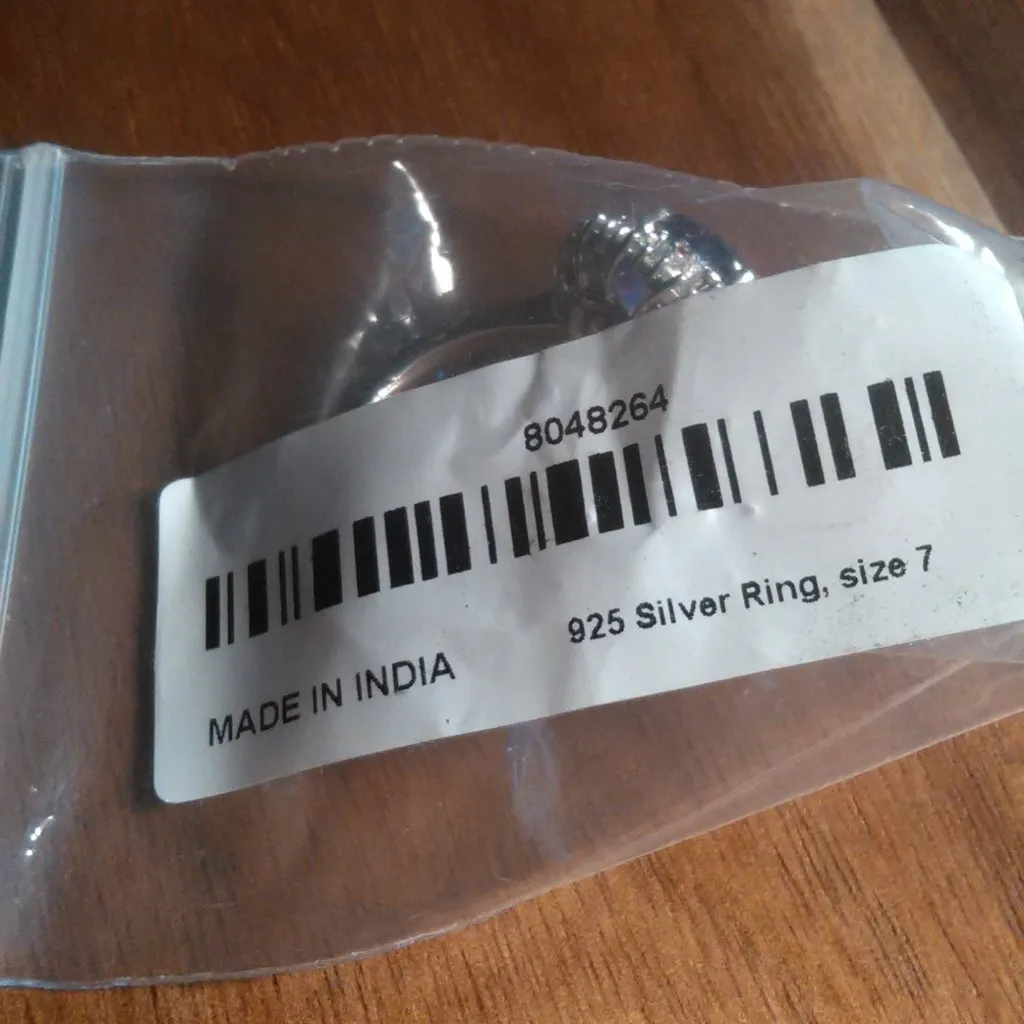 8048264
925 Silver Ring, size 7
MADE IN INDIA